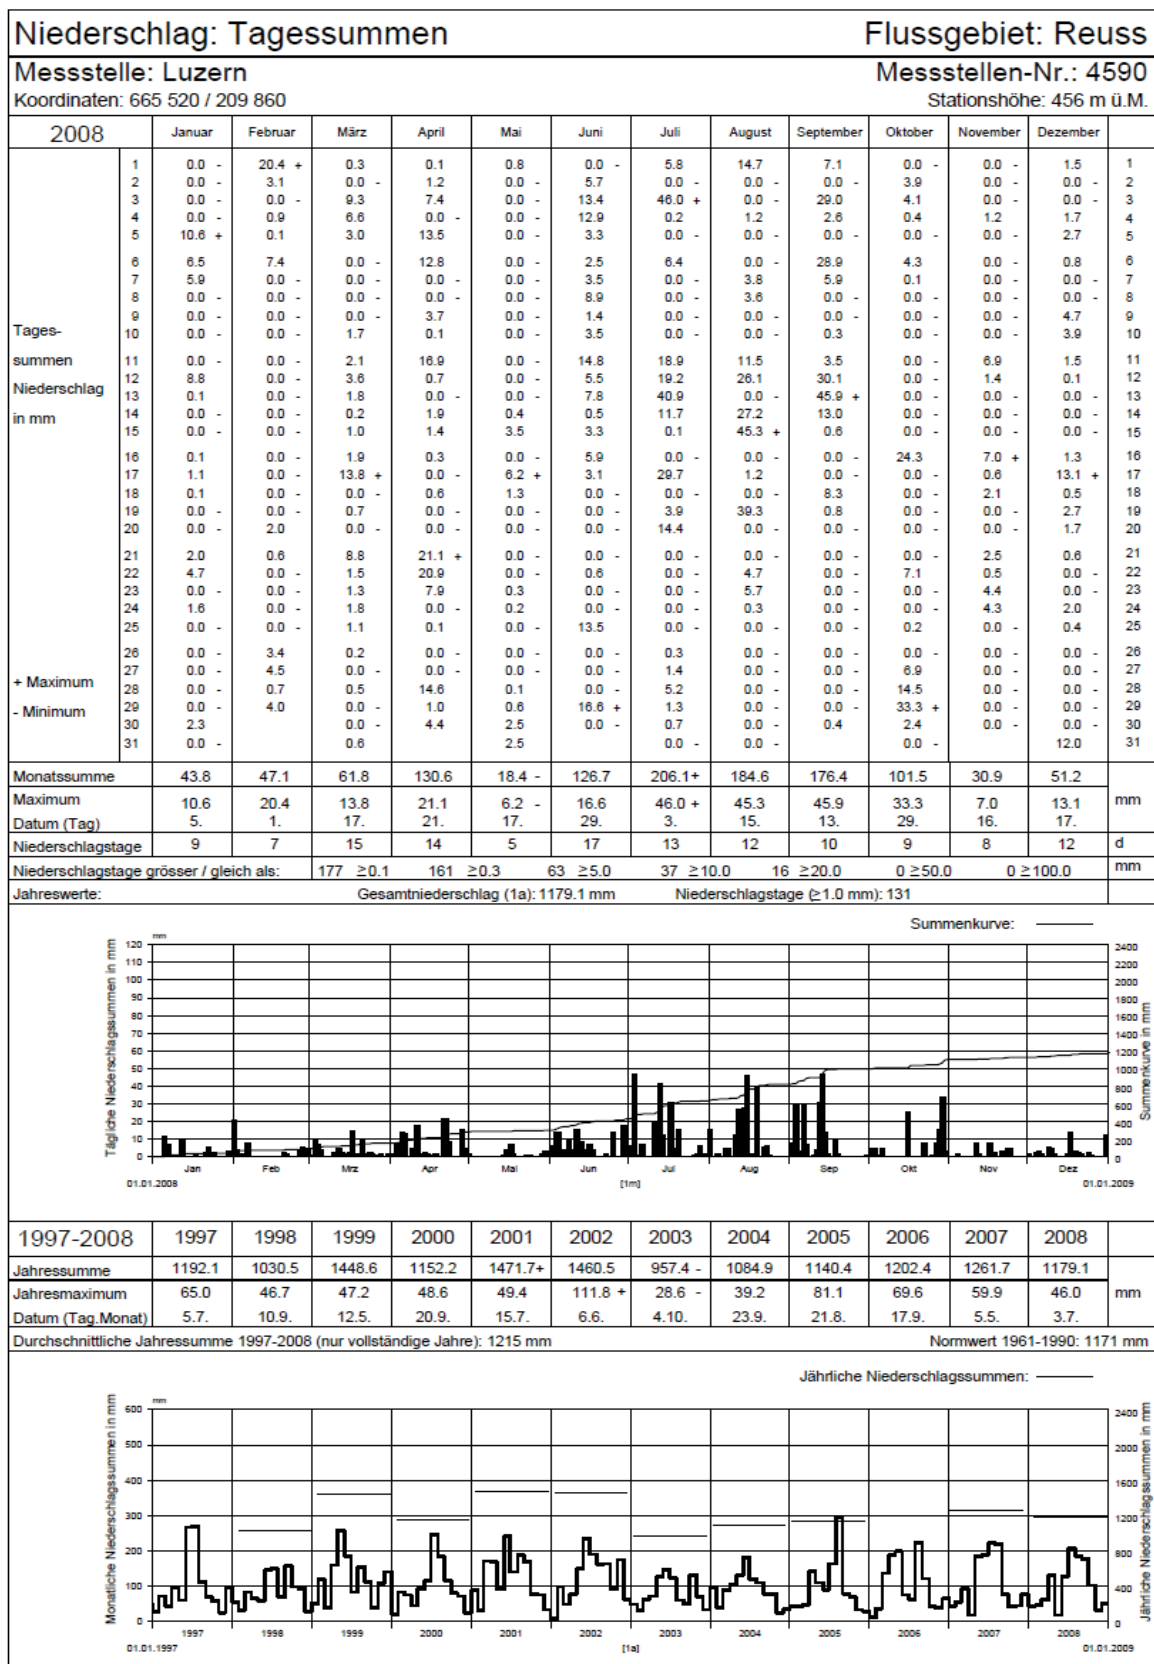 Niederschlag: Tagessummen Flussgebiet: Reuss
Messstelle: Luzern Messstellen-Nr.: 4590
Koordinaten: 665 520 / 209 860 Stationshöhe: 456 m ü.M.
2008 Januar Februar März April Mai Juni Juli August September Oktober November Dezember
1 0.0 - 20.4 + 0.3 0.1 0.8 0.0 - 5.8 14.7 7.1 0.0 - 0.0 - 1.5 1
2 0.0 - 3.1 0.0 - 1.2 0.0 - 5.7 0.0 - 0.0 - 0.0 - 3.9 0.0 - 0.0 - 2
3 0.0 - 0.0 - 9.3 7.4 0.0 - 13.4 46.0 + 0.0 - 29.0 4.1 0.0 - 0.0 - 3
4 0.0 - 0.9 6.6 0.0 - 0.0 - 12.9 0.2 1.2 2.6 0.4 1.2 1.7 4
5 10.6 + 0.1 3.0 13.5 0.0 - 3.3 0.0 - 0.0 - 0.0 - 0.0 - 0.0 - 2.7 5
6 6.5 7.4 0.0 - 12.8 0.0 - 2.5 6.4 0.0 - 28.9 4.3 0.0 - 0.8 6
7 5.9 0.0 - 0.0 - 0.0 - 0.0 - 3.5 0.0 - 3.8 5.9 0.1 0.0 - 0.0 - 7
8 0.0 - 0.0 - 0.0 - 0.0 - 0.0 - 8.9 0.0 - 3.6 0.0 - 0.0 - 0.0 - 0.0 - 8
9 0.0 - 0.0 - 0.0 - 3.7 0.0 - 1.4 0.0 - 0.0 - 0.0 - 0.0 - 0.0 - 4.7 9
Tages- 10 0.0 - 0.0 - 1.7 0.1 0.0 - 3.5 0.0 - 0.0 - 0.3 0.0 - 0.0 - 3.9 10
summen 11 0.0 - 0.0 - 2.1 16.9 0.0 - 14.8 18.9 11.5 3.5 0.0 - 6.9 1.5 11
Niederschlag 12 8.8 0.0 - 3.6 0.7 0.0 - 5.5 19.2 26.1 30.1 0.0 - 1.4 0.1 12
in mm 13 0.1 0.0 - 1.8 0.0 - 0.0 - 7.8 40.9 0.0 - 45.9 + 0.0 - 0.0 - 0.0 - 13
14 0.0 - 0.0 - 0.2 1.9 0.4 0.5 11.7 27.2 13.0 0.0 - 0.0 - 0.0 - 14
15 0.0 - 0.0 - 1.0 1.4 3.5 3.3 0.1 45.3 + 0.6 0.0 - 0.0 - 0.0 - 15
16 0.1 0.0 - 1.9 0.3 0.0 - 5.9 0.0 - 0.0 - 0.0 - 24.3 7.0 + 1.3 16
17 1.1 0.0 - 13.8 + 0.0 - 6.2 + 3.1 29.7 1.2 0.0 - 0.0 - 0.6 13.1 + 17
18 0.1 0.0 - 0.0 - 0.6 1.3 0.0 - 0.0 - 0.0 - 8.3 0.0 - 2.1 0.5 18
19 0.0 - 0.0 - 0.7 0.0 - 0.0 - 0.0 - 3.9 39.3 0.8 0.0 - 0.0 - 2.7 19
20 0.0 - 2.0 0.0 - 0.0 - 0.0 - 0.0 - 14.4 0.0 - 0.0 - 0.0 - 0.0 - 1.7 20
21 2.0 0.6 8.8 21.1 + 0.0 - 0.0 - 0.0 - 0.0 - 0.0 - 0.0 - 2.5 0.6 21
22 4.7 0.0 - 1.5 20.9 0.0 - 0.6 0.0 - 4.7 0.0 - 7.1 0.5 0.0 - 22
23 0.0 - 0.0 - 1.3 7.9 0.3 0.0 - 0.0 - 5.7 0.0 - 0.0 - 4.4 0.0 - 23
24 1.6 0.0 - 1.8 0.0 - 0.2 0.0 - 0.0 - 0.3 0.0 - 0.0 - 4.3 2.0 24
25 0.0 - 0.0 - 1.1 0.1 0.0 - 13.5 0.0 - 0.0 - 0.0 - 0.2 0.0 - 0.4 25
26 0.0 - 3.4 0.2 0.0 - 0.0 - 0.0 - 0.3 0.0 - 0.0 - 0.0 - 0.0 - 0.0 - 26
27 0.0 - 4.5 0.0 - 0.0 - 0.0 - 0.0 - 1.4 0.0 - 0.0 - 6.9 0.0 - 0.0 - 27
+ Maximum 28 0.0 - 0.7 0.5 14.6 0.1 0.0 - 5.2 0.0 - 0.0 - 14.5 0.0 - 0.0 - 28
- Minimum 29 0.0 - 4.0 0.0 - 1.0 0.6 16.6 + 1.3 0.0 - 0.0 - 33.3 + 0.0 - 0.0 - 29
30 2.3 0.0 - 4.4 2.5 0.0 - 0.7 0.0 - 0.4 2.4 0.0 - 0.0 - 30
31 0.0 - 0.6 2.5 0.0 - 0.0 - 0.0 - 12.0 31
Monatssumme 43.8 47.1 61.8 130.6 18.4 - 126.7 206.1+ 184.6 176.4 101.5 30.9 51.2
Maximum 10.6 20.4 13.8 21.1 6.2 - 16.6 46.0 + 45.3 45.9 33.3 7.0 13.1 mm
Datum (Tag) 5. 1. 17. 21. 17. 29. 3. 15. 13. 29. 16. 17.
Niederschlagstage 9 7 15 14 5 17 13 12 10 9 8 12 d
Niederschlagstage grösser / gleich als: 177 ≥0.1 161 ≥0.3 63 ≥5.0 37 ≥10.0 16 ≥20.0 0 ≥50.0 0 ≥100.0 mm
Jahreswerte: Gesamtniederschlag (1a): 1179.1 mm Niederschlagstage (≥1.0 mm): 131
Summenkurve:
Tägliche Niederschlagssummen in mm
mm
120
110
100
90
80
70
60
50
40
30
20
10
0
2400
2200
2000
1800
1600
1400
1200
1000
800
600
400
200
0
Summenkurve in mm
Jan Feb Mrz Apr Mai Jun Jul Aug Sep Okt Nov Dez
01.01.2008 [1m] 01.01.2009
1997-2008 1997 1998 1999 2000 2001 2002 2003 2004 2005 2006 2007 2008
Jahressumme 1192.1 1030.5 1448.6 1152.2 1471.7+ 1460.5 957.4 - 1084.9 1140.4 1202.4 1261.7 1179.1
Jahresmaximum 65.0 46.7 47.2 48.6 49.4 111.8 + 28.6 - 39.2 81.1 69.6 59.9 46.0 mm
Datum (Tag.Monat) 5.7. 10.9. 12.5. 20.9. 15.7. 6.6. 4.10. 23.9. 21.8. 17.9. 5.5. 3.7.
Durchschnittliche Jahressumme 1997-2008 (nur vollständige Jahre): 1215 mm Normwert 1961-1990: 1171 mm
Jährliche Niederschlagssummen:
Monatliche Niederschlagssummen in mm
mm
600
500
400
300
200
100
0
2400
2000
1600
1200
800
400
0
Jährliche Niederschlagssummen in mm
1997 1998 1999 2000 2001 2002 2003 2004 2005 2006 2007 2008
01.01.1997 [1a] 01.01.2009